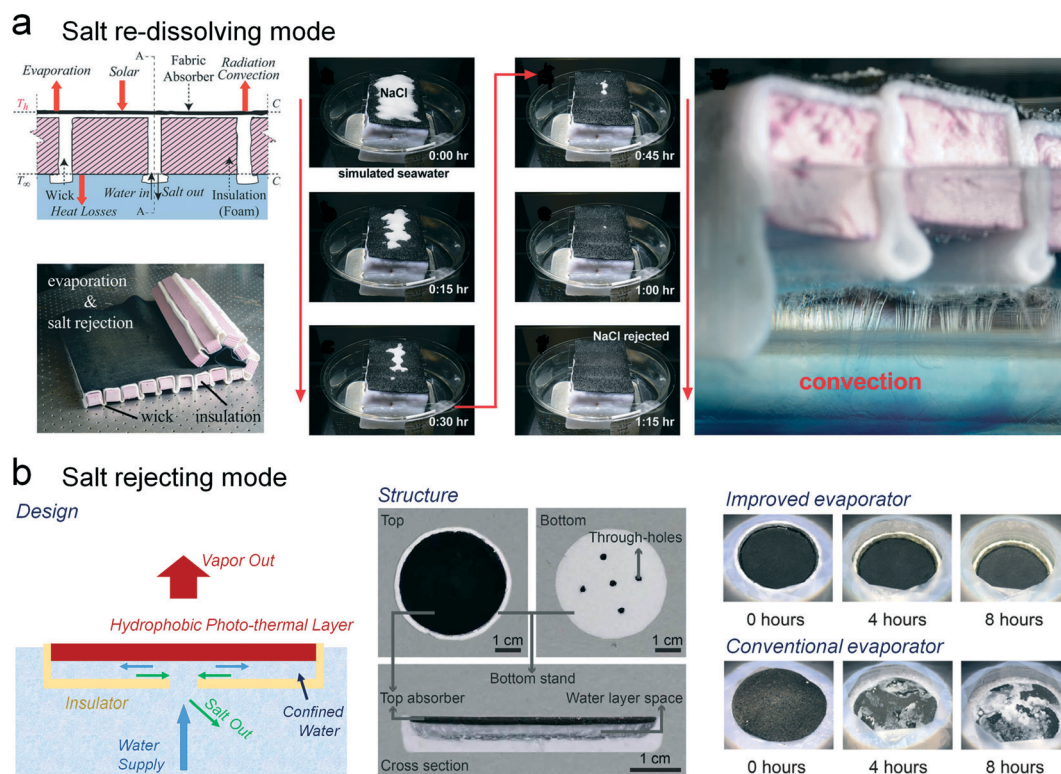 a Salt re-dissolving mode
Evaporation
Solar
Fabric
Absorber
Radiation
Convection
A
Th
C
T∞
C
Wick
Water in
Salt out
Insulation
(Foam)
Heat Losses
A
evaporation
&
salt rejection
wick
insulation
NaCl
0:00 hr
simulated seawater
0:15 hr
0:30 hr
0:45 hr
1:00 hr
NaCl rejected
1:15 hr
convection
b Salt rejecting mode
Design
Vapor Out
Hydrophobic Photo-thermal Layer
Insulator
Salt Out
Confined
Water
Water
Supply
Structure
Top
Bottom
Through-holes
1 cm
1 cm
Bottom stand
Top absorber
Water layer space
Cross section
1 cm
Improved evaporator
0 hours
4 hours
8 hours
Conventional evaporator
0 hours
4 hours
8 hours